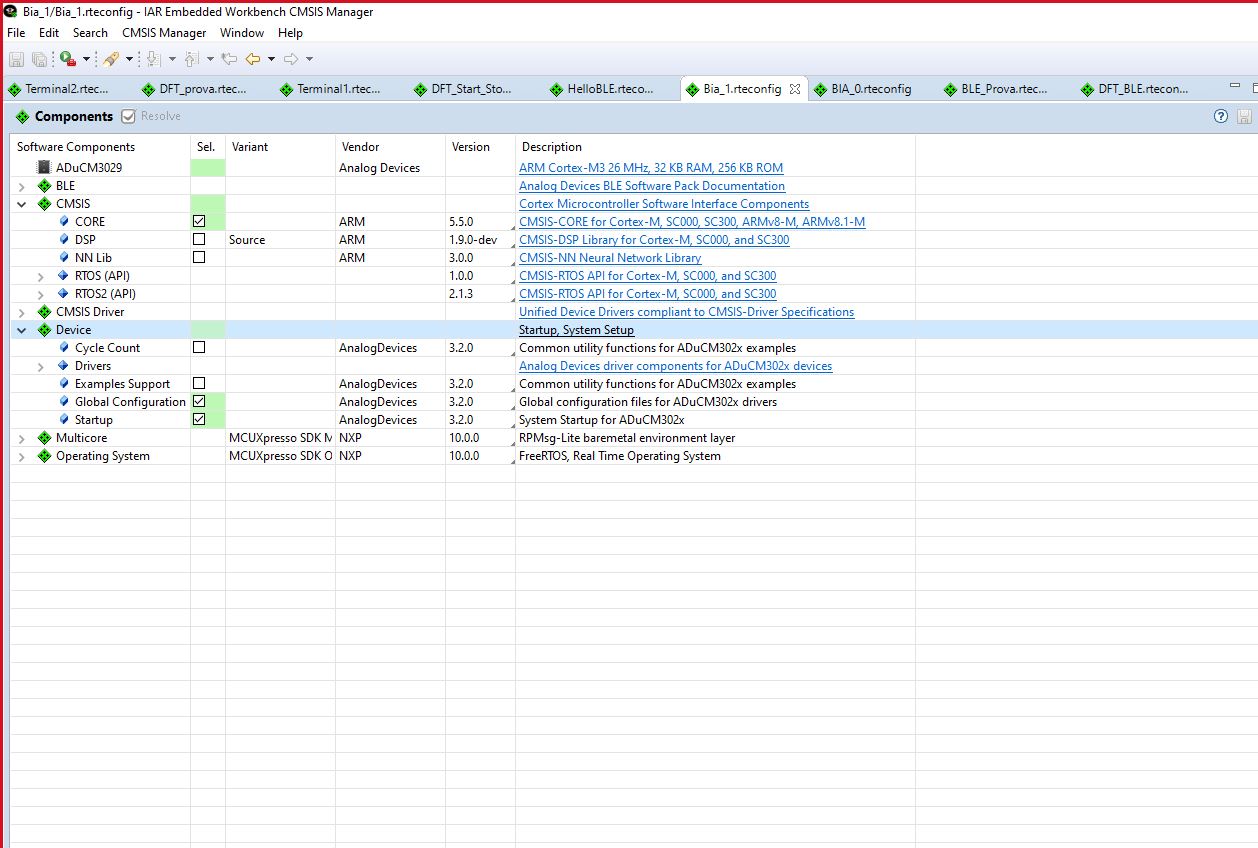 Bia_1/Bia_1.rteconfig - IAR Embedded Workbench CMSIS Manager
File Edit Search CMSIS Manager Window Help
Terminal2.rtec... DFT_prova.rtec... Terminal1.rtec... DFT_Start_Sto... HelloBLE.rteco... Bia_1.rteconfig BIA_0.rteconfig BLE_Prova.rtec... DFT_BLE.rtecon...
Components Resolve
Software Components Sel. Variant Vendor Version Description
ADuCM3029 Analog Devices ARM Cortex-M3 26 MHz, 32 KB RAM, 256 KB ROM
BLE Analog Devices BLE Software Pack Documentation
CMSIS Cortex Microcontroller Software Interface Components
CORE ARM 5.5.0 CMSIS-CORE for Cortex-M, SC000, SC300, ARMv8-M, ARMv8.1-M
DSP Source ARM 1.9.0-dev CMSIS-DSP Library for Cortex-M, SC000, and SC300
NN Lib ARM 3.0.0 CMSIS-NN Neural Network Library
RTOS (API) 1.0.0 CMSIS-RTOS API for Cortex-M, SC000, and SC300
RTOS2 (API) 2.1.3 CMSIS-RTOS API for Cortex-M, SC000, and SC300
CMSIS Driver Unified Device Drivers compliant to CMSIS-Driver Specifications
Device Startup, System Setup
Cycle Count AnalogDevices 3.2.0 Common utility functions for ADuCM302x examples
Drivers Analog Devices driver components for ADuCM302x devices
Examples Support AnalogDevices 3.2.0 Common utility functions for ADuCM302x examples
Global Configuration AnalogDevices 3.2.0 Global configuration files for ADuCM302x drivers
Startup AnalogDevices 3.2.0 System Startup for ADuCM302x
Multicore MCUXpresso SDK M NXP 10.0.0 RPMsg-Lite baremetal environment layer
Operating System MCUXpresso SDK O NXP 10.0.0 FreeRTOS, Real Time Operating System